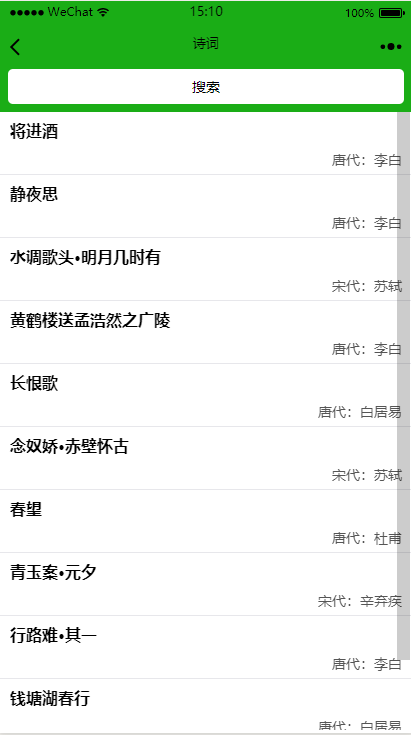 WeChat 15:10 100%
诗词
搜索
将进酒
唐代：李白
静夜思
唐代：李白
水调歌头•明月几时有
宋代：苏轼
黄鹤楼送孟浩然之广陵
唐代：李白
长恨歌
唐代：白居易
念奴娇•赤壁怀古
宋代：苏轼
春望
唐代：杜甫
青玉案•元夕
宋代：辛弃疾
行路难•其一
唐代：李白
钱塘湖春行
唐代：白居易